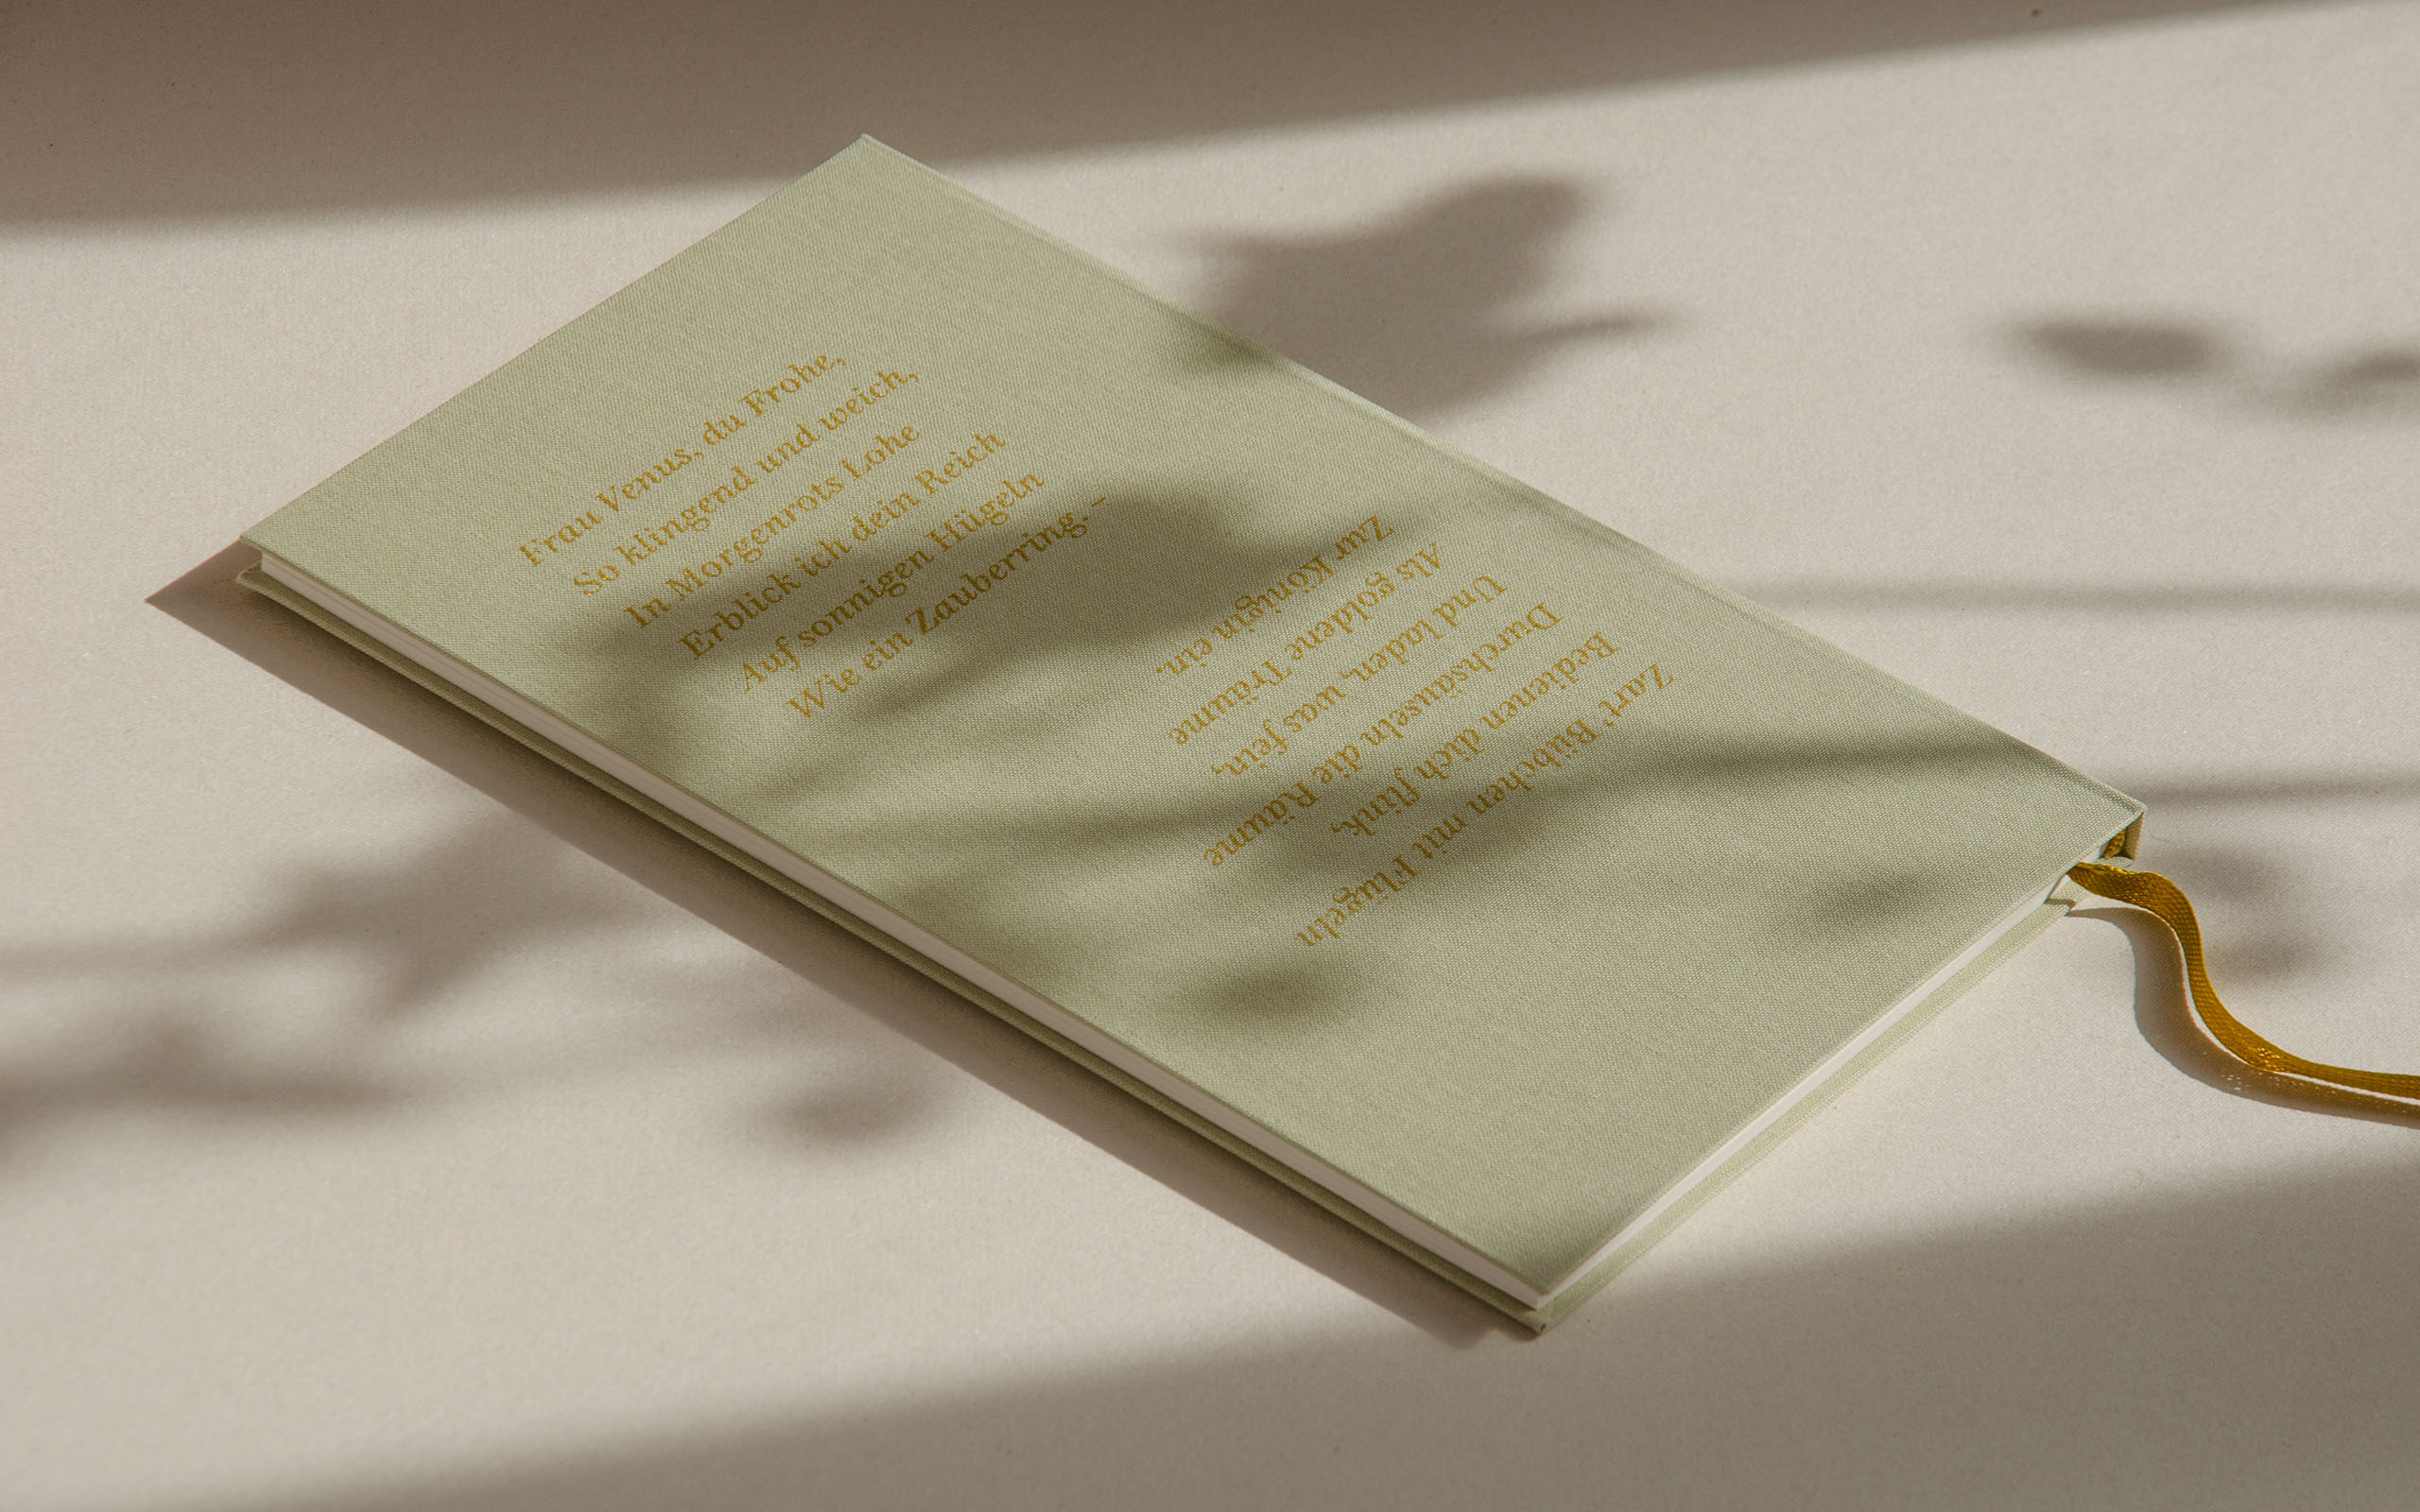 Frau Venus, du Frohe,
So klingend und weich,
In Morgenrots Lohe
Erblick ich dein Reich
Auf sonnigen Hügeln
Wie ein Zauberring. –
Zart' Bübchen mit Flügeln
Bedienen dich flink,
Durchsäuseln die Räume
Und laden, was fein,
Als goldene Träume
Zur Königin ein.